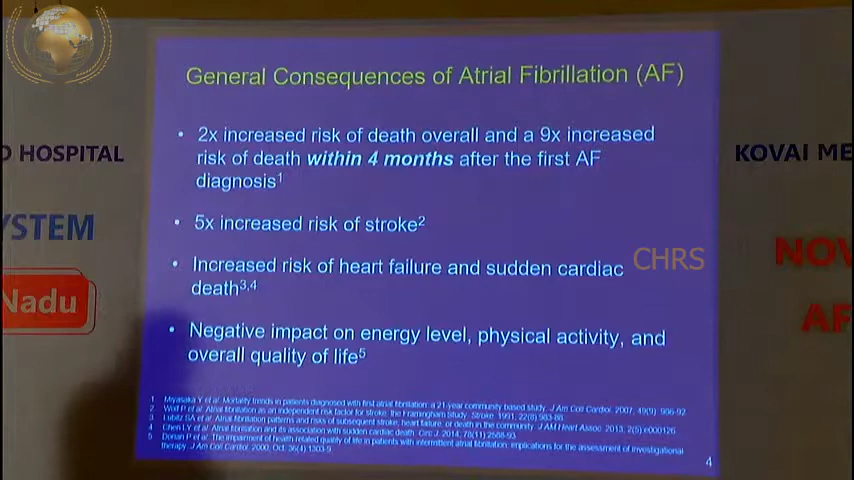 General Consequences of Atrial Fibrillation (AF)
• 2x increased risk of death overall and a 9x increased
risk of death within 4 months after the first AF
diagnosis1
• 5x increased risk of stroke2
• Increased risk of heart failure and sudden cardiac
death3,4
• Negative impact on energy level, physical activity, and
overall quality of life5
CHRS
1 Miyasaka Y et al. Mortality trends in patients diagnosed with first atrial fibrillation: a 21-year community based study. J Am Coll Cardiol. 2007, 49(9) 986-92
2 Wolf P et al. Atrial fibrillation as an independent risk factor for stroke: the Framingham Study. Stroke. 1991, 22(8) 983-88
3 Lubitz SA et al. Atrial fibrillation patterns and risks of subsequent stroke, heart failure, or death in the community. J AM Heart Assoc. 2013, 2(5) e000126
4 Chen LY et al. Atrial fibrillation and its association with sudden cardiac death. Circ J. 2014; 78(11) 2588-93
5 Dorian P et al. The impairment of health related quality of life in patients with intermittent atrial fibrillation: implications for the assessment of investigational
therapy. J Am Coll Cardiol. 2000; Oct; 36(4) 1303-9
4
D HOSPITAL
YSTEM
Nadu
KOVAI ME
NOV
AF